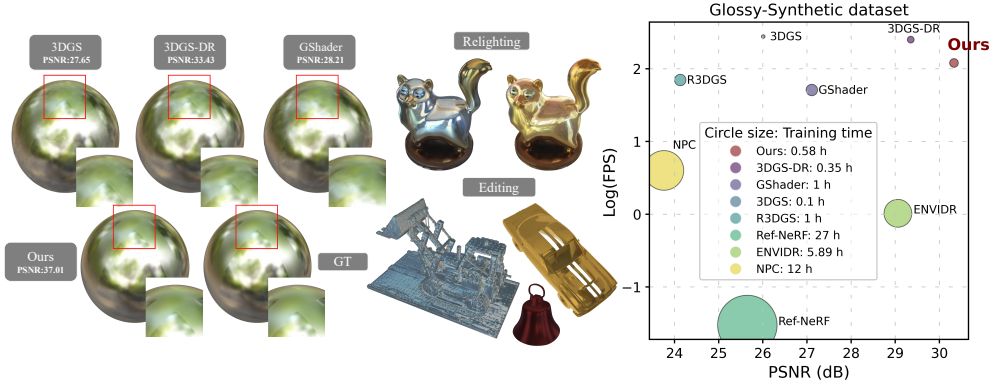 3DGS
PSNR:27.65
3DGS-DR
PSNR:33.43
GShader
PSNR:28.21
Ours
PSNR:37.01
GT
Relighting
Editing
Glossy-Synthetic dataset
3DGS
3DGS-DR
Ours
R3DGS
GShader
NPC
ENVIDR
Ref-NeRF
Circle size: Training time
Ours: 0.58 h
3DGS-DR: 0.35 h
GShader: 1 h
3DGS: 0.1 h
R3DGS: 1 h
Ref-NeRF: 27 h
ENVIDR: 5.89 h
NPC: 12 h
Log(FPS)
2
1
0
−1
24 25 26 27 28 29 30
PSNR (dB)